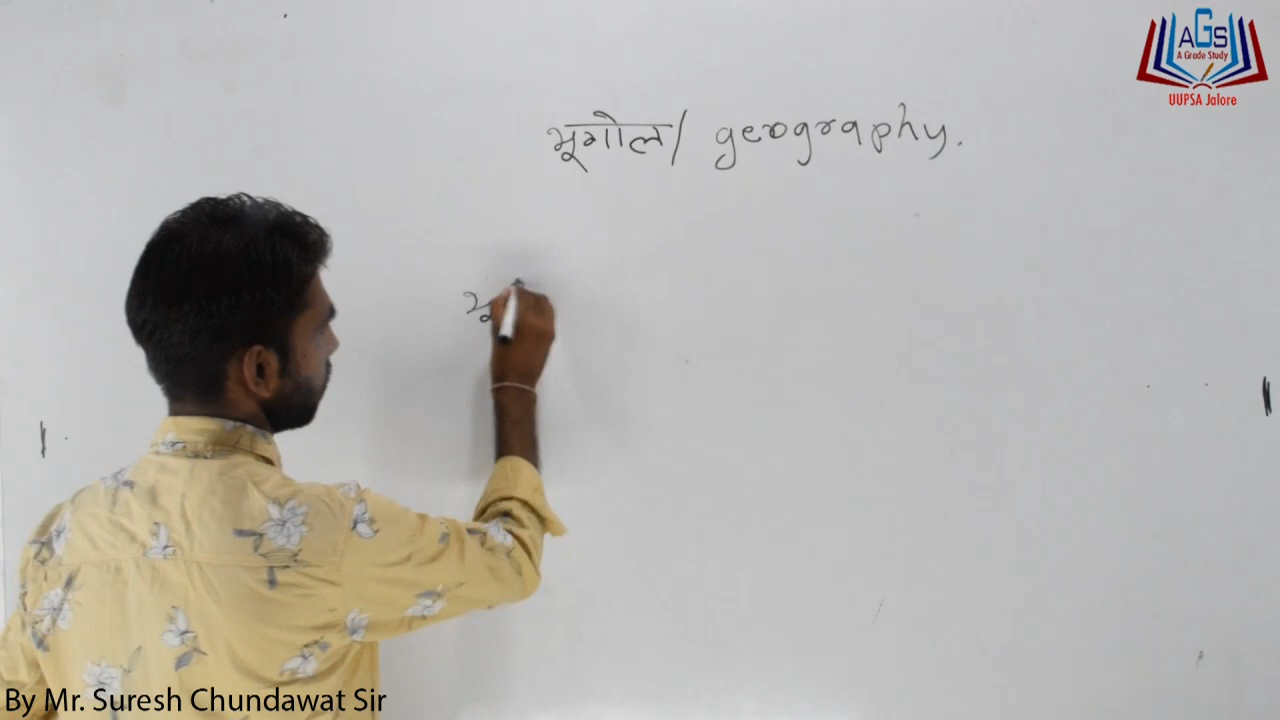 AGS
A Grade Study
UUPSA Jalore
भूगोल / geography.
भू
By Mr. Suresh Chundawat Sir